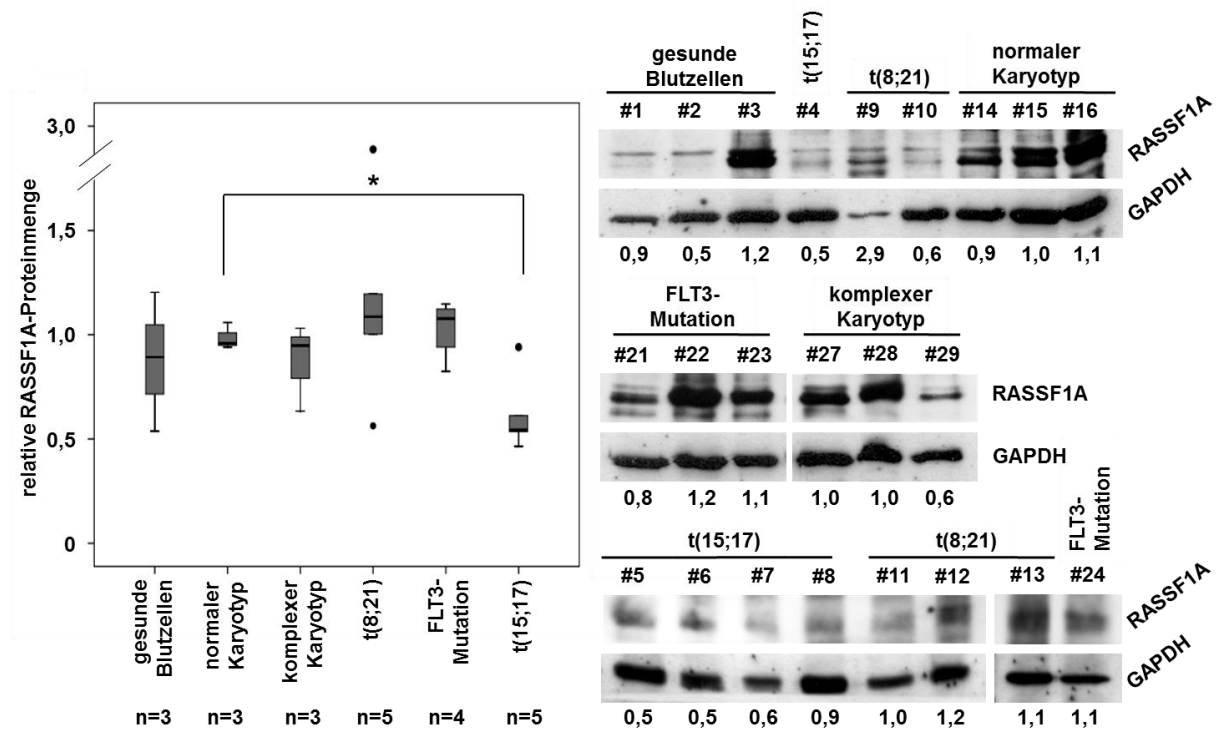 relative RASSF1A-Proteinmenge
3,0
1,5
1,0
0,5
0
*
gesunde
Blutzellen
normaler
Karyotyp
komplexer
Karyotyp
t(8;21)
FLT3-
Mutation
t(15;17)
n=3
n=3
n=3
n=5
n=4
n=5
gesunde
Blutzellen
t(15;17)
t(8;21)
normaler
Karyotyp
#1 #2 #3 #4 #9 #10 #14 #15 #16
RASSF1A
GAPDH
0,9 0,5 1,2 0,5 2,9 0,6 0,9 1,0 1,1
FLT3-
Mutation
komplexer
Karyotyp
#21 #22 #23 #27 #28 #29
RASSF1A
GAPDH
0,8 1,2 1,1 1,0 1,0 0,6
t(15;17)
t(8;21)
FLT3-
Mutation
#5 #6 #7 #8 #11 #12 #13 #24
RASSF1A
GAPDH
0,5 0,5 0,6 0,9 1,0 1,2 1,1 1,1